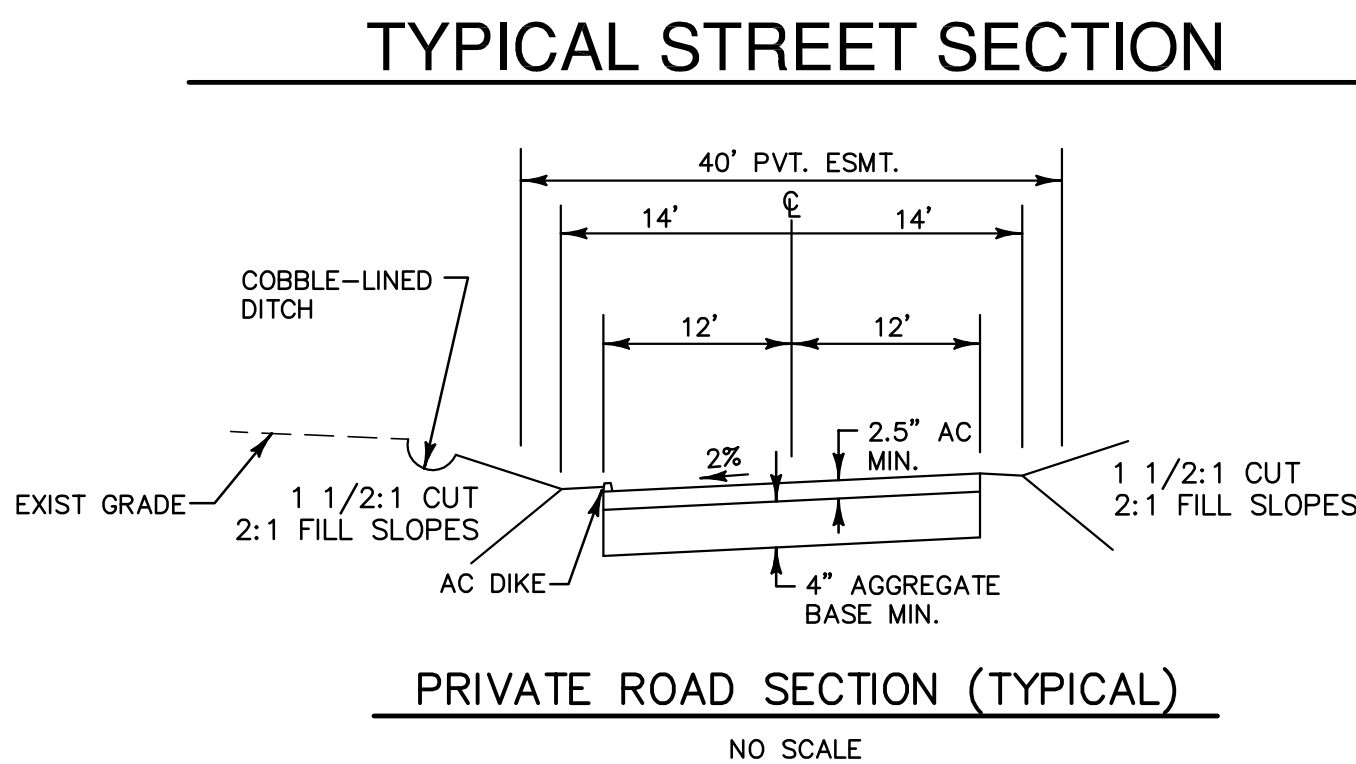 TYPICAL STREET SECTION
40' PVT. ESMT.
℄
14'
14'
COBBLE-LINED
DITCH
12'
12'
2.5" AC
MIN.
2%
EXIST GRADE
1 1/2:1 CUT
2:1 FILL SLOPES
1 1/2:1 CUT
2:1 FILL SLOPES
AC DIKE
4" AGGREGATE
BASE MIN.
PRIVATE ROAD SECTION (TYPICAL)
NO SCALE